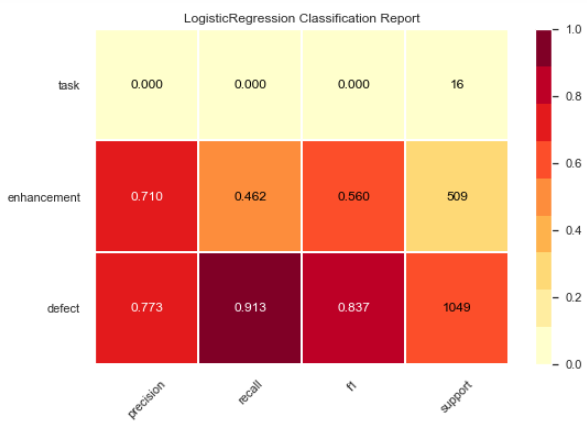 LogisticRegression Classification Report
task 0.000 0.000 0.000 16
enhancement 0.710 0.462 0.560 509
defect 0.773 0.913 0.837 1049
precision recall f1 support
1.0
0.8
0.6
0.4
0.2
0.0